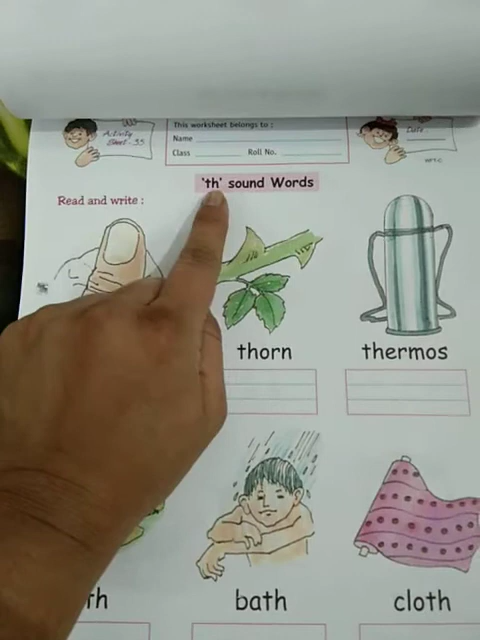 This worksheet belongs to :
Activity Sheet - 35
Name
Date
Class Roll No.
'th' sound Words
Read and write :
thorn thermos
th bath cloth